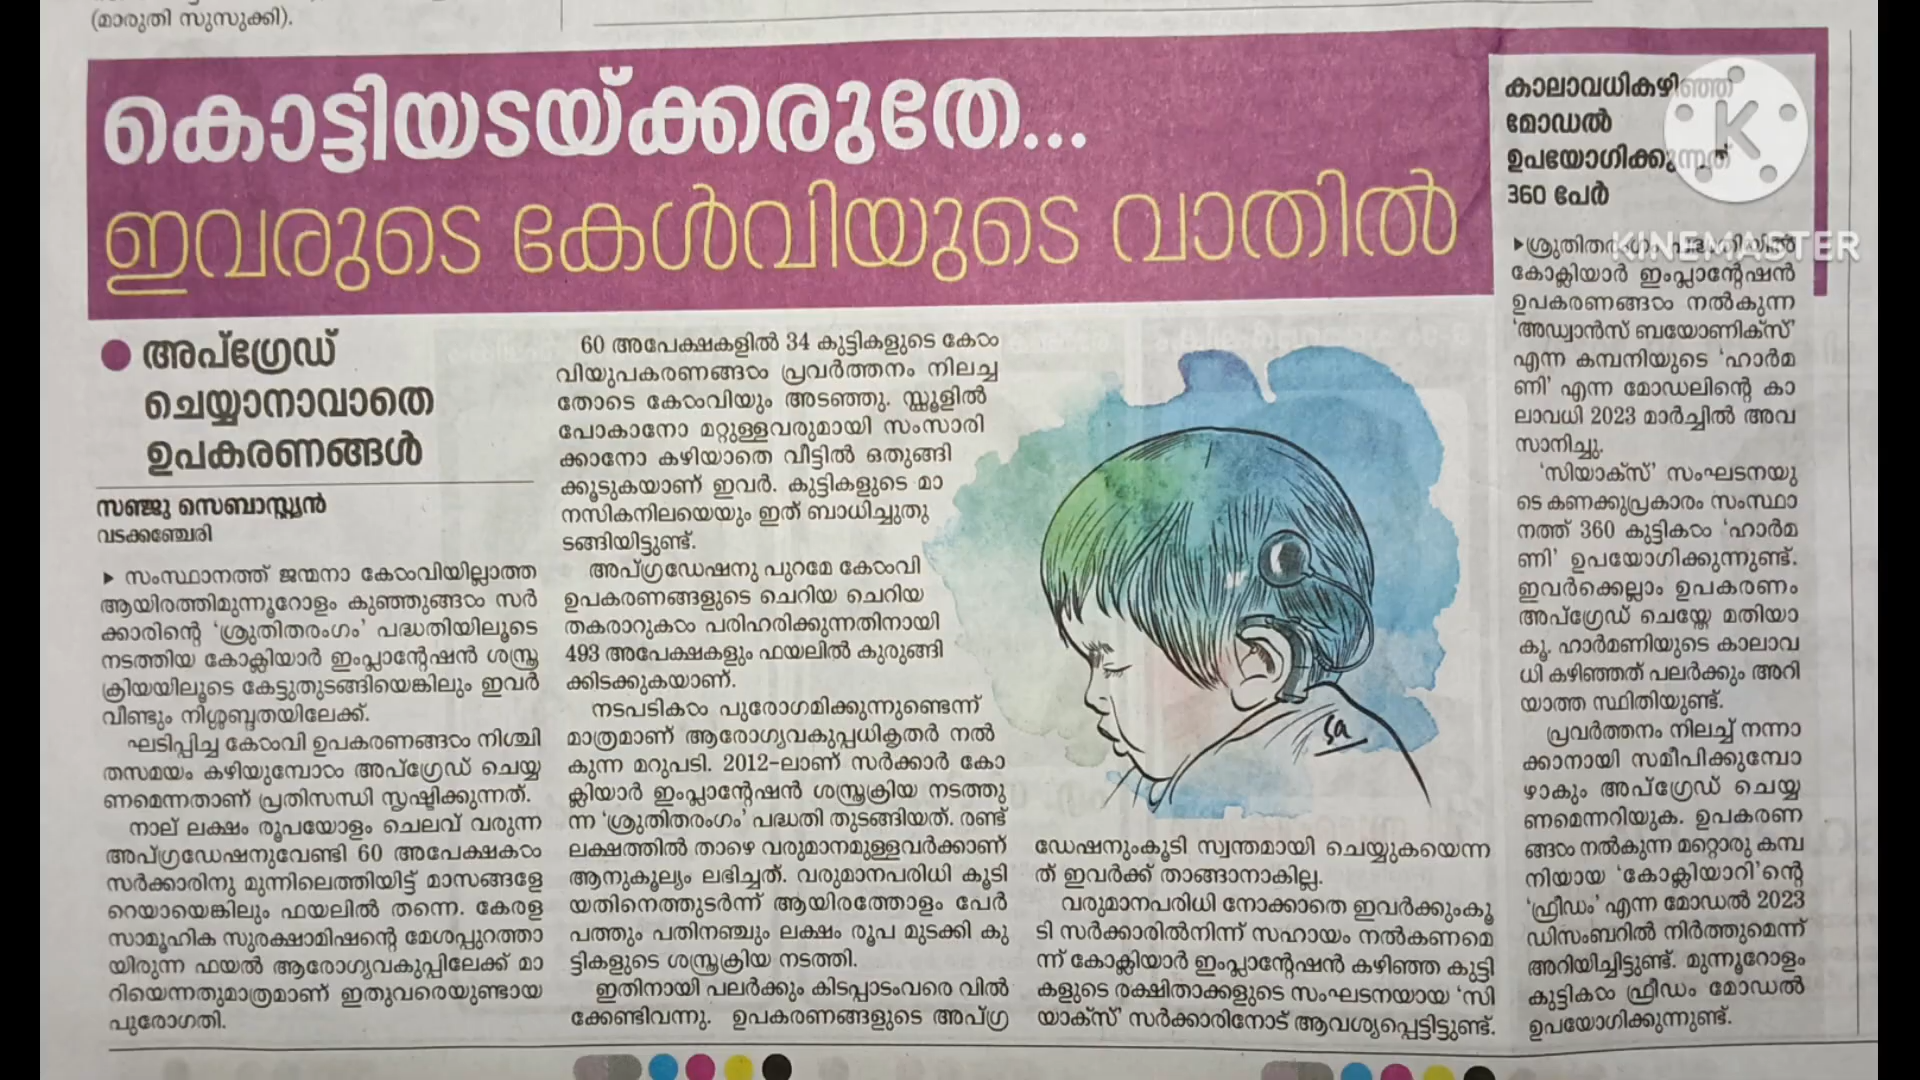 (മാരുതി സുസുക്കി).
കൊട്ടിയടയ്ക്കരുതേ...
ഇവരുടെ കേൾവിയുടെ വാതിൽ
അപ്ഗ്രേഡ്
ചെയ്യാനാവാതെ
ഉപകരണങ്ങൾ
സഞ്ജു സെബാസ്റ്റ്യൻ
വടക്കഞ്ചേരി
▸ സംസ്ഥാനത്ത് ജന്മനാ കേൾവിയില്ലാത്ത
ആയിരത്തിമുന്നൂറോളം കുഞ്ഞുങ്ങൾ സർ
ക്കാരിന്റെ ‘ശ്രുതിതരംഗം’ പദ്ധതിയിലൂടെ
നടത്തിയ കോക്ലിയാർ ഇംപ്ലാന്റേഷൻ ശസ്ത്ര
ക്രിയയിലൂടെ കേട്ടുതുടങ്ങിയെങ്കിലും ഇവർ
വീണ്ടും നിശ്ശബ്ദതയിലേക്ക്.
ഘടിപ്പിച്ച കേൾവി ഉപകരണങ്ങൾ നിശ്ചി
തസമയം കഴിയുമ്പോൾ അപ്ഗ്രേഡ് ചെയ്യ
ണമെന്നതാണ് പ്രതിസന്ധി സൃഷ്ടിക്കുന്നത്.
നാല് ലക്ഷം രൂപയോളം ചെലവ് വരുന്ന
അപ്ഗ്രഡേഷനുവേണ്ടി 60 അപേക്ഷകൾ
സർക്കാരിനു മുന്നിലെത്തിയിട്ട് മാസങ്ങളേ
റെയായെങ്കിലും ഫയലിൽ തന്നെ. കേരള
സാമൂഹിക സുരക്ഷാമിഷന്റെ മേശപ്പുറത്താ
യിരുന്ന ഫയൽ ആരോഗ്യവകുപ്പിലേക്ക് മാ
റിയെന്നതുമാത്രമാണ് ഇതുവരെയുണ്ടായ
പുരോഗതി.
60 അപേക്ഷകളിൽ 34 കുട്ടികളുടെ കേൾ
വിയുപകരണങ്ങൾ പ്രവർത്തനം നിലച്ച
തോടെ കേൾവിയും അടഞ്ഞു. സ്കൂളിൽ
പോകാനോ മറ്റുള്ളവരുമായി സംസാരി
ക്കാനോ കഴിയാതെ വീട്ടിൽ ഒതുങ്ങി
ക്കൂടുകയാണ് ഇവർ. കുട്ടികളുടെ മാ
നസികനിലയെയും ഇത് ബാധിച്ചുതു
ടങ്ങിയിട്ടുണ്ട്.
അപ്ഗ്രഡേഷനു പുറമേ കേൾവി
ഉപകരണങ്ങളുടെ ചെറിയ ചെറിയ
തകരാറുകൾ പരിഹരിക്കുന്നതിനായി
493 അപേക്ഷകളും ഫയലിൽ കുരുങ്ങി
ക്കിടക്കുകയാണ്.
നടപടികൾ പുരോഗമിക്കുന്നുണ്ടെന്ന്
മാത്രമാണ് ആരോഗ്യവകുപ്പധികൃതർ നൽ
കുന്ന മറുപടി. 2012-ലാണ് സർക്കാർ കോ
ക്ലിയാർ ഇംപ്ലാന്റേഷൻ ശസ്ത്രക്രിയ നടത്തു
ന്ന ‘ശ്രുതിതരംഗം’ പദ്ധതി തുടങ്ങിയത്. രണ്ട്
ലക്ഷത്തിൽ താഴെ വരുമാനമുള്ളവർക്കാണ്
ആനുകൂല്യം ലഭിച്ചത്. വരുമാനപരിധി കൂടി
യതിനെത്തുടർന്ന് ആയിരത്തോളം പേർ
പത്തും പതിനഞ്ചും ലക്ഷം രൂപ മുടക്കി കു
ട്ടികളുടെ ശസ്ത്രക്രിയ നടത്തി.
ഇതിനായി പലർക്കും കിടപ്പാടംവരെ വിൽ
ക്കേണ്ടിവന്നു. ഉപകരണങ്ങളുടെ അപ്ഗ്ര
sa
ഡേഷനുംകൂടി സ്വന്തമായി ചെയ്യുകയെന്ന
ത് ഇവർക്ക് താങ്ങാനാകില്ല.
വരുമാനപരിധി നോക്കാതെ ഇവർക്കുംകൂ
ടി സർക്കാരിൽനിന്ന് സഹായം നൽകണമെ
ന്ന് കോക്ലിയാർ ഇംപ്ലാന്റേഷൻ കഴിഞ്ഞ കുട്ടി
കളുടെ രക്ഷിതാക്കളുടെ സംഘടനയായ ‘സി
യാക്സ്’ സർക്കാരിനോട് ആവശ്യപ്പെട്ടിട്ടുണ്ട്.
കാലാവധികഴിഞ്ഞ
മോഡൽ
ഉപയോഗിക്കുന്നത്
360 പേർ
K
KINEMASTER
▸ശ്രുതിതരംഗം പദ്ധതിയിൽ
കോക്ലിയാർ ഇംപ്ലാന്റേഷൻ
ഉപകരണങ്ങൾ നൽകുന്ന
‘അഡ്വാൻസ് ബയോണിക്സ്’
എന്ന കമ്പനിയുടെ ‘ഹാർമ
ണി’ എന്ന മോഡലിന്റെ കാ
ലാവധി 2023 മാർച്ചിൽ അവ
സാനിച്ചു.
‘സിയാക്സ്’ സംഘടനയു
ടെ കണക്കുപ്രകാരം സംസ്ഥാ
നത്ത് 360 കുട്ടികൾ ‘ഹാർമ
ണി’ ഉപയോഗിക്കുന്നുണ്ട്.
ഇവർക്കെല്ലാം ഉപകരണം
അപ്ഗ്രേഡ് ചെയ്തേ മതിയാ
കൂ. ഹാർമണിയുടെ കാലാവ
ധി കഴിഞ്ഞത് പലർക്കും അറി
യാത്ത സ്ഥിതിയുണ്ട്.
പ്രവർത്തനം നിലച്ച് നന്നാ
ക്കാനായി സമീപിക്കുമ്പോ
ഴാകും അപ്ഗ്രേഡ് ചെയ്യ
ണമെന്നറിയുക. ഉപകരണ
ങ്ങൾ നൽകുന്ന മറ്റൊരു കമ്പ
നിയായ ‘കോക്ലിയാറി’ന്റെ
‘ഫ്രീഡം’ എന്ന മോഡൽ 2023
ഡിസംബറിൽ നിർത്തുമെന്ന്
അറിയിച്ചിട്ടുണ്ട്. മുന്നൂറോളം
കുട്ടികൾ ഫ്രീഡം മോഡൽ
ഉപയോഗിക്കുന്നുണ്ട്.